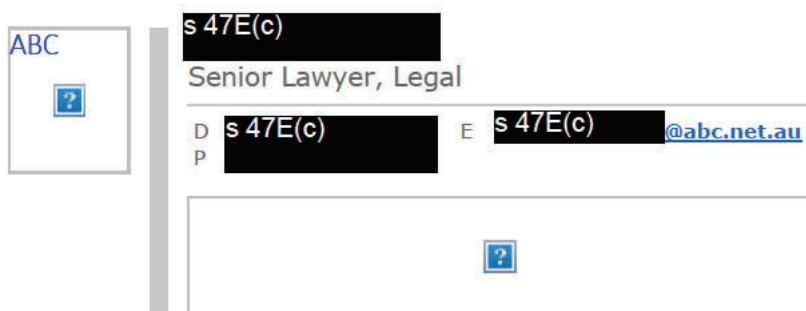 ABC
s 47E(c)
Senior Lawyer, Legal
D s 47E(c) E s 47E(c) @abc.net.au
P